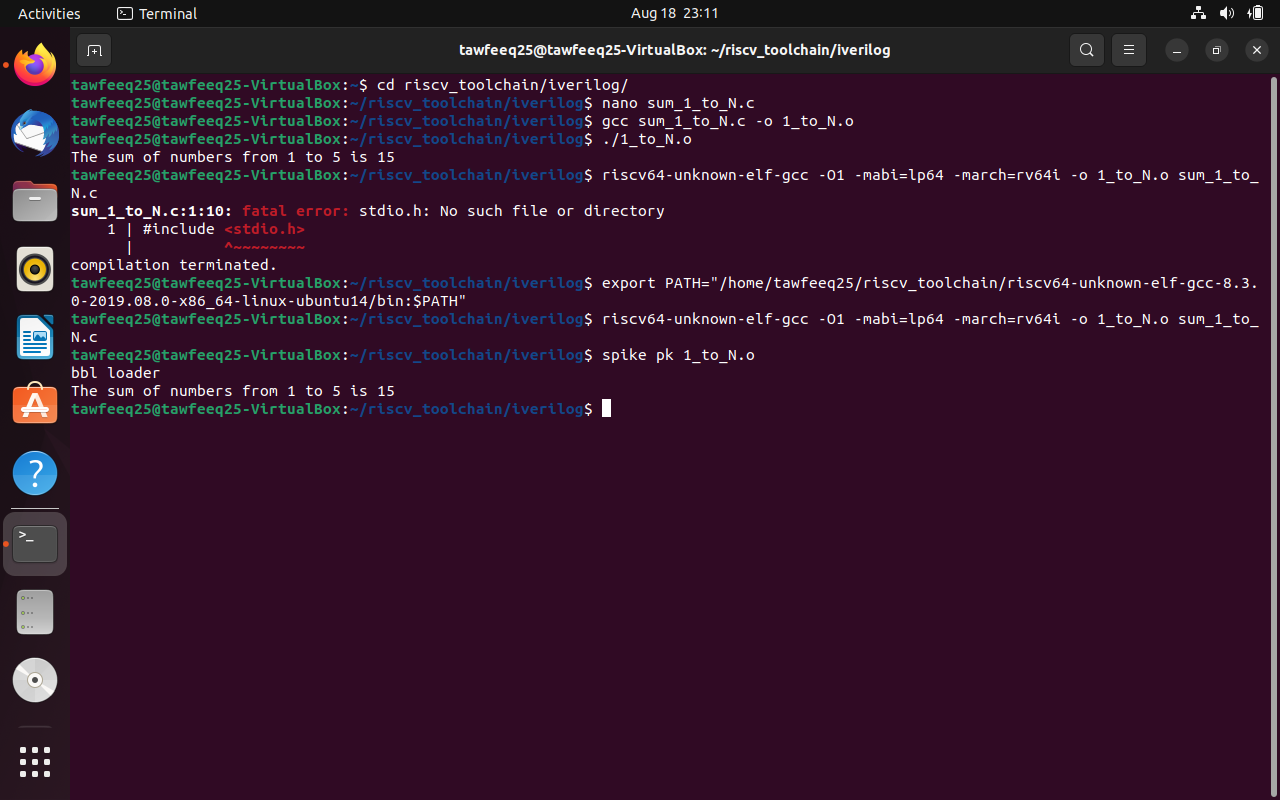 Activities
Terminal
Aug 18 23:11
tawfeeq25@tawfeeq25-VirtualBox: ~/riscv_toolchain/iverilog
tawfeeq25@tawfeeq25-VirtualBox:~$ cd riscv_toolchain/iverilog/
tawfeeq25@tawfeeq25-VirtualBox:~/riscv_toolchain/iverilog$ nano sum_1_to_N.c
tawfeeq25@tawfeeq25-VirtualBox:~/riscv_toolchain/iverilog$ gcc sum_1_to_N.c -o 1_to_N.o
tawfeeq25@tawfeeq25-VirtualBox:~/riscv_toolchain/iverilog$ ./1_to_N.o
The sum of numbers from 1 to 5 is 15
tawfeeq25@tawfeeq25-VirtualBox:~/riscv_toolchain/iverilog$ riscv64-unknown-elf-gcc -O1 -mabi=lp64 -march=rv64i -o 1_to_N.o sum_1_to_
N.c
sum_1_to_N.c:1:10: fatal error: stdio.h: No such file or directory
    1 | #include <stdio.h>
      |          ^~~~~~~~~
compilation terminated.
tawfeeq25@tawfeeq25-VirtualBox:~/riscv_toolchain/iverilog$ export PATH="/home/tawfeeq25/riscv_toolchain/riscv64-unknown-elf-gcc-8.3.
0-2019.08.0-x86_64-linux-ubuntu14/bin:$PATH"
tawfeeq25@tawfeeq25-VirtualBox:~/riscv_toolchain/iverilog$ riscv64-unknown-elf-gcc -O1 -mabi=lp64 -march=rv64i -o 1_to_N.o sum_1_to_
N.c
tawfeeq25@tawfeeq25-VirtualBox:~/riscv_toolchain/iverilog$ spike pk 1_to_N.o
bbl loader
The sum of numbers from 1 to 5 is 15
tawfeeq25@tawfeeq25-VirtualBox:~/riscv_toolchain/iverilog$